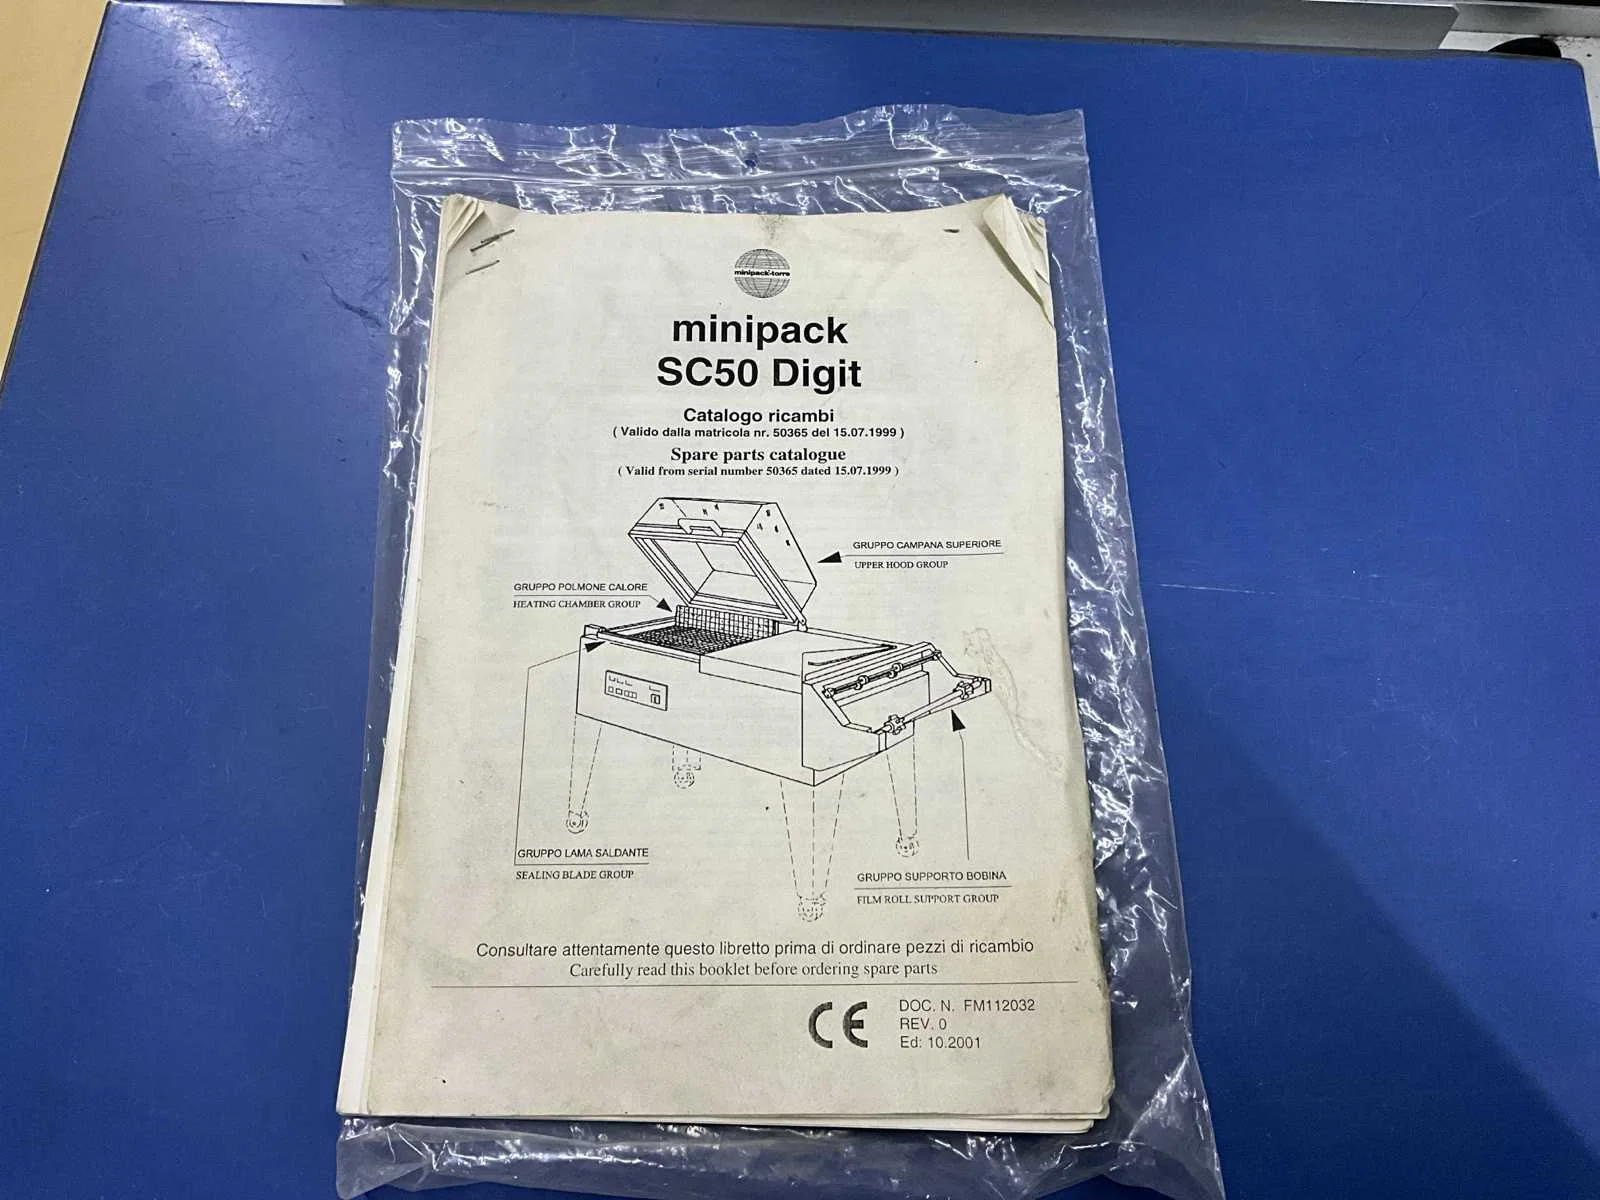 minipack-torre
minipack
SC50 Digit
Catalogo ricambi
( Valido dalla matricola nr. 50365 del 15.07.1999 )
Spare parts catalogue
( Valid from serial number 50365 dated 15.07.1999 )
GRUPPO CAMPANA SUPERIORE
UPPER HOOD GROUP
GRUPPO POLMONE CALORE
HEATING CHAMBER GROUP
GRUPPO LAMA SALDANTE
SEALING BLADE GROUP
GRUPPO SUPPORTO BOBINA
FILM ROLL SUPPORT GROUP
Consultare attentamente questo libretto prima di ordinare pezzi di ricambio
Carefully read this booklet before ordering spare parts
CE
DOC. N. FM112032
REV. 0
Ed: 10.2001